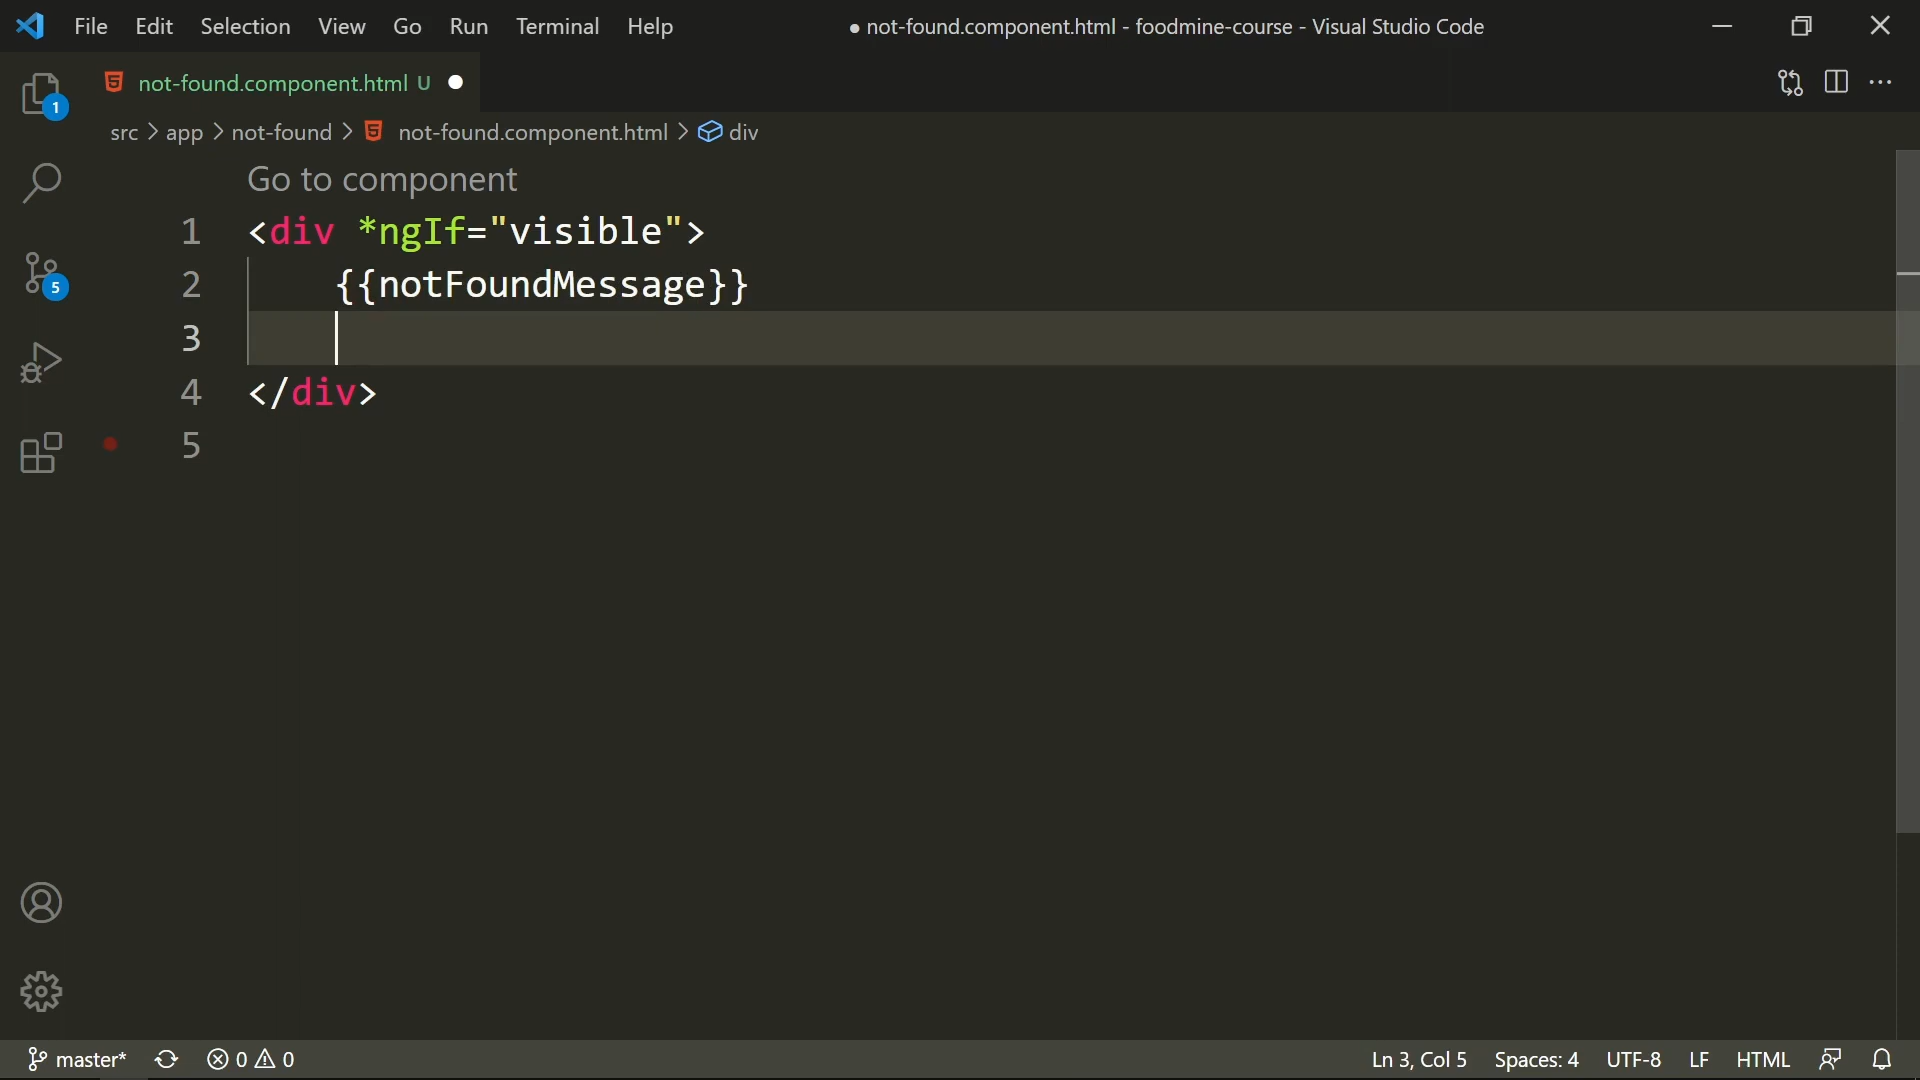 File Edit Selection View Go Run Terminal Help ● not-found.component.html - foodmine-course - Visual Studio Code
not-found.component.html U ●
src > app > not-found > not-found.component.html > div
Go to component
1 <div *ngIf="visible">
2 {{notFoundMessage}}
3
4 </div>
5
1
5
master* 0 0 Ln 3, Col 5 Spaces: 4 UTF-8 LF HTML